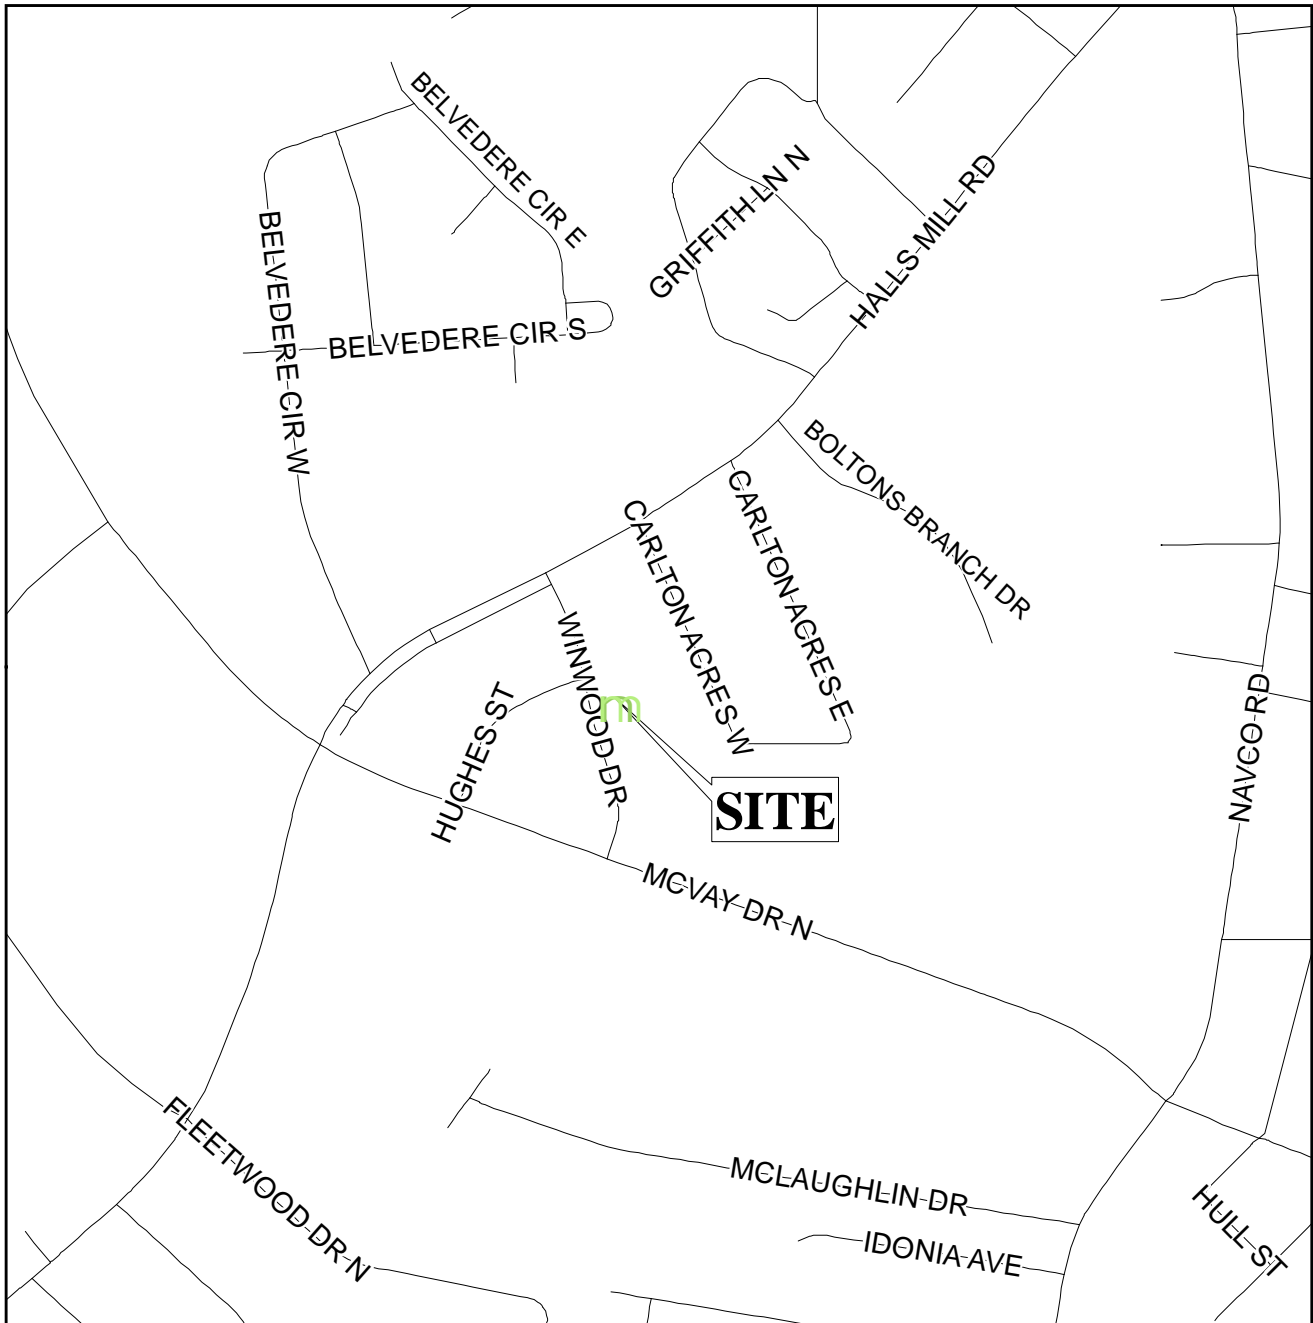 BELVEDERE CIR E
GRIFFITH LN N
HALLS MILL RD
BELVEDERE CIR W
BELVEDERE CIR S
BOLTONS BRANCH DR
CARLTON ACRES E
CARLTON ACRES W
WINWOOD DR
HUGHES ST
m
SITE
NAVCO RD
MCVAY DR N
FLEETWOOD DR N
MCLAUGHLIN DR
HULL ST
IDONIA AVE